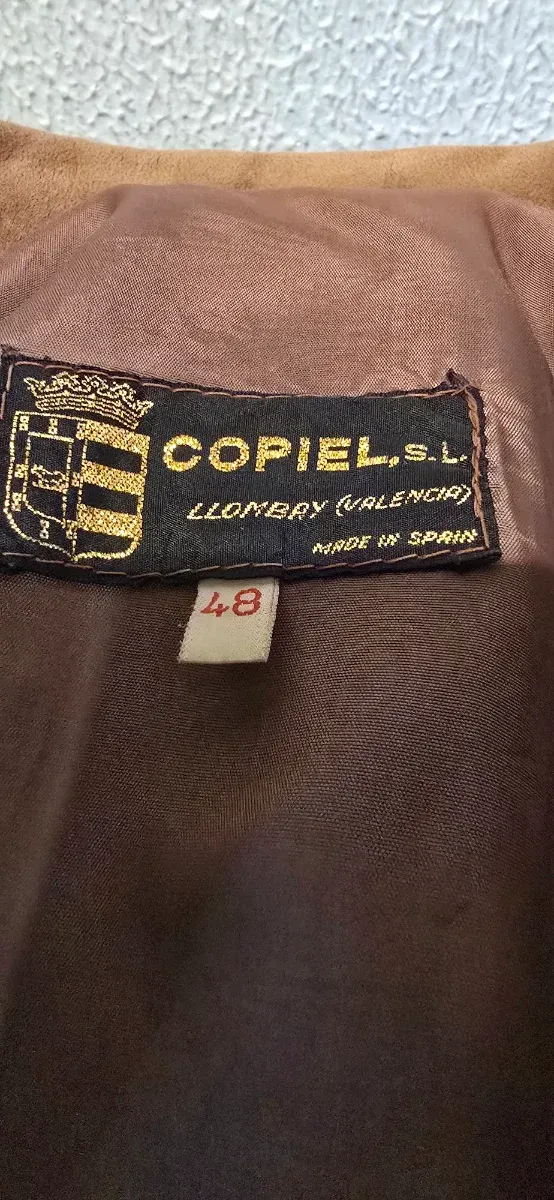 COPIEL, S.L.
LLOMBAY (VALENCIA)
MADE IN SPAIN
48